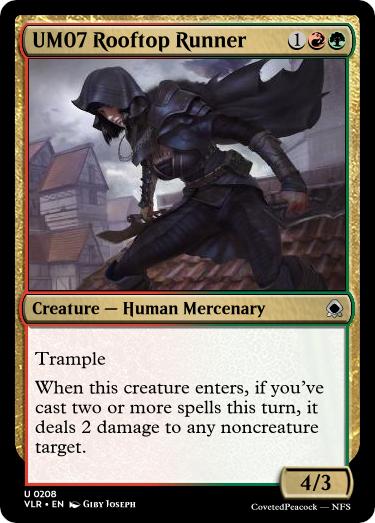 UM07 Rooftop Runner 1
Creature — Human Mercenary
Trample
When this creature enters, if you've
cast two or more spells this turn, it
deals 2 damage to any noncreature
target.
4/3
U 0208
VLR • EN Giby Joseph
CovetedPeacock — NFS